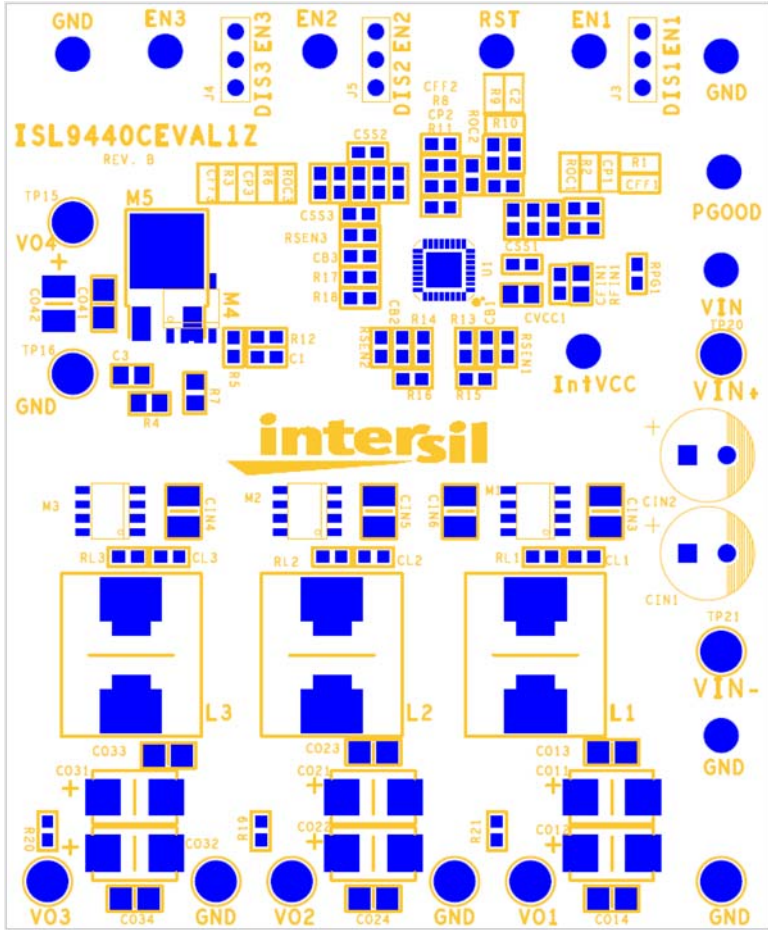 GND
EN3
DIS3 EN3
J4
EN2
DIS2 EN2
J5
RST
EN1
DIS1 EN1
J3
GND
ISL9440CEVAL1Z
REV. B
CFF2
R8
CP2
R11
ROC2
R9
C2
R10
CSS2
R3
CP3
R6
R2
CP1
R1
CFF1
PGOOD
TP15
M5
VO4
CSS3
RSEN3
CB3
R17
R18
U1
CSS1
CVCC1
CFIN1
RFIN1
RPG1
VIN
TP20
VIN+
CO42
CO41
M4
TP16
GND
R5
R12
C1
C3
R4
R7
CB2
R14
RSEN2
R16
R13
CB1
RSEN1
R15
IntVCC
intersil
M3
CIN4
M2
CIN5
CIN6
M1
CIN3
CIN2
CIN1
RL3
CL3
RL2
CL2
RL1
CL1
TP21
VIN-
L3
L2
L1
GND
CO33
CO31
CO32
CO34
R20
CO23
CO21
CO22
CO24
R19
CO13
CO11
CO12
CO14
R21
VO3
GND
VO2
GND
VO1
GND